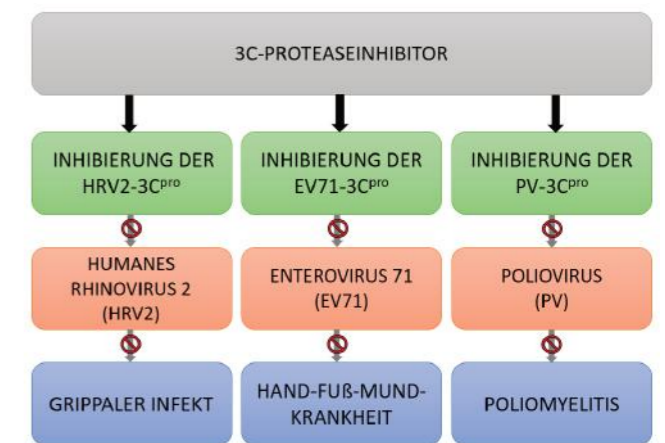 3C-PROTEASEINHIBITOR
INHIBIERUNG DER
HRV2-3Cᵖʳᵒ
INHIBIERUNG DER
EV71-3Cᵖʳᵒ
INHIBIERUNG DER
PV-3Cᵖʳᵒ
HUMANES
RHINOVIRUS 2
(HRV2)
ENTEROVIRUS 71
(EV71)
POLIOVIRUS
(PV)
GRIPPALER INFEKT
HAND-FUß-MUND-
KRANKHEIT
POLIOMYELITIS